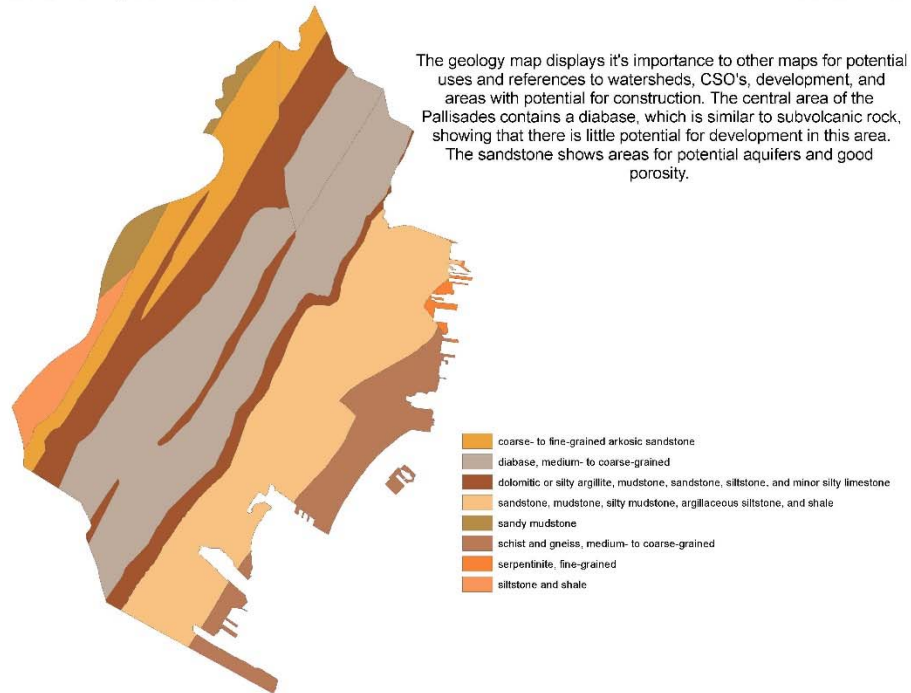 The geology map displays it's importance to other maps for potential
uses and references to watersheds, CSO's, development, and
areas with potential for construction. The central area of the
Pallisades contains a diabase, which is similar to subvolcanic rock,
showing that there is little potential for development in this area.
The sandstone shows areas for potential aquifers and good
porosity.
coarse- to fine-grained arkosic sandstone
diabase, medium- to coarse-grained
dolomitic or silty argillite, mudstone, sandstone, siltstone. and minor silty limestone
sandstone, mudstone, silty mudstone, argillaceous siltstone, and shale
sandy mudstone
schist and gneiss, medium- to coarse-grained
serpentinite, fine-grained
siltstone and shale